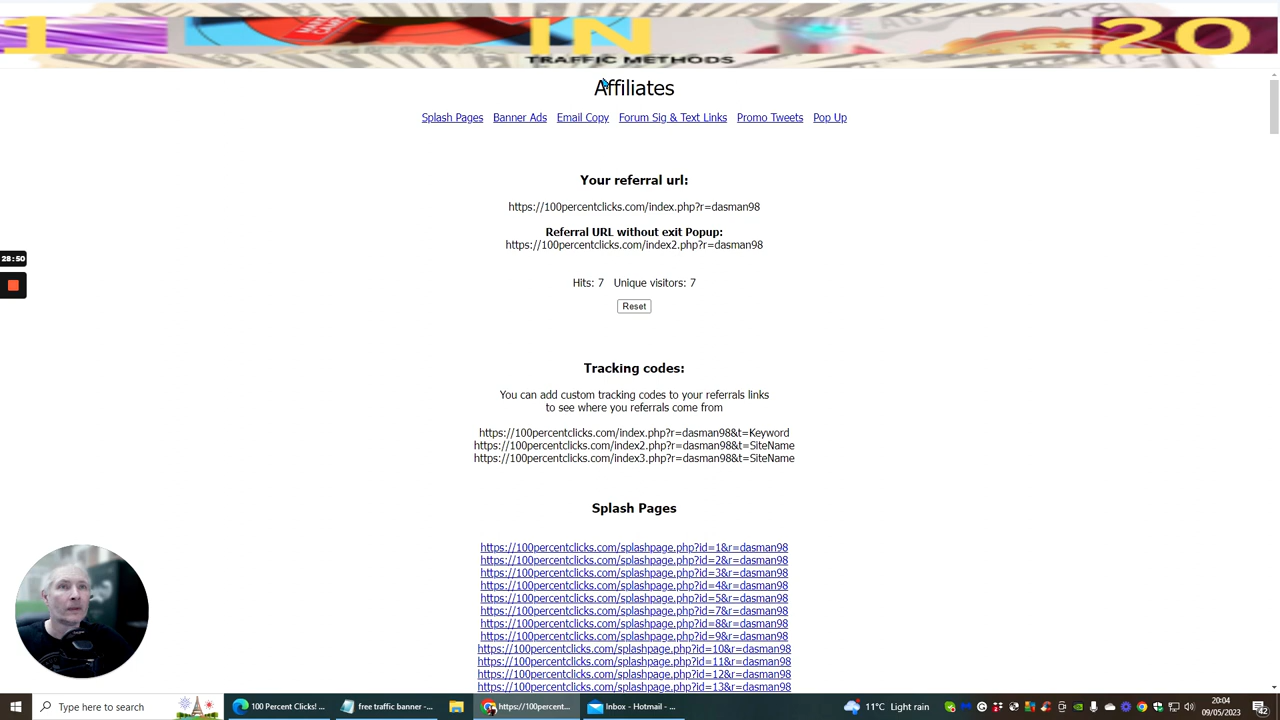 1 IN 20
TRAFFIC METHODS
Affiliates
Splash Pages Banner Ads Email Copy Forum Sig & Text Links Promo Tweets Pop Up
Your referral url:
https://100percentclicks.com/index.php?r=dasman98
Referral URL without exit Popup:
https://100percentclicks.com/index2.php?r=dasman98
Hits: 7 Unique visitors: 7
Reset
28:50
Tracking codes:
You can add custom tracking codes to your referrals links
to see where you referrals come from
https://100percentclicks.com/index.php?r=dasman98&t=Keyword
https://100percentclicks.com/index2.php?r=dasman98&t=SiteName
https://100percentclicks.com/index3.php?r=dasman98&t=SiteName
Splash Pages
https://100percentclicks.com/splashpage.php?id=1&r=dasman98
https://100percentclicks.com/splashpage.php?id=2&r=dasman98
https://100percentclicks.com/splashpage.php?id=3&r=dasman98
https://100percentclicks.com/splashpage.php?id=4&r=dasman98
https://100percentclicks.com/splashpage.php?id=5&r=dasman98
https://100percentclicks.com/splashpage.php?id=7&r=dasman98
https://100percentclicks.com/splashpage.php?id=8&r=dasman98
https://100percentclicks.com/splashpage.php?id=9&r=dasman98
https://100percentclicks.com/splashpage.php?id=10&r=dasman98
https://100percentclicks.com/splashpage.php?id=11&r=dasman98
https://100percentclicks.com/splashpage.php?id=12&r=dasman98
https://100percentclicks.com/splashpage.php?id=13&r=dasman98
Type here to search
100 Percent Clicks! ...
free traffic banner -...
https://100percent...
Inbox - Hotmail - ...
11°C Light rain
20:04
09/05/2023